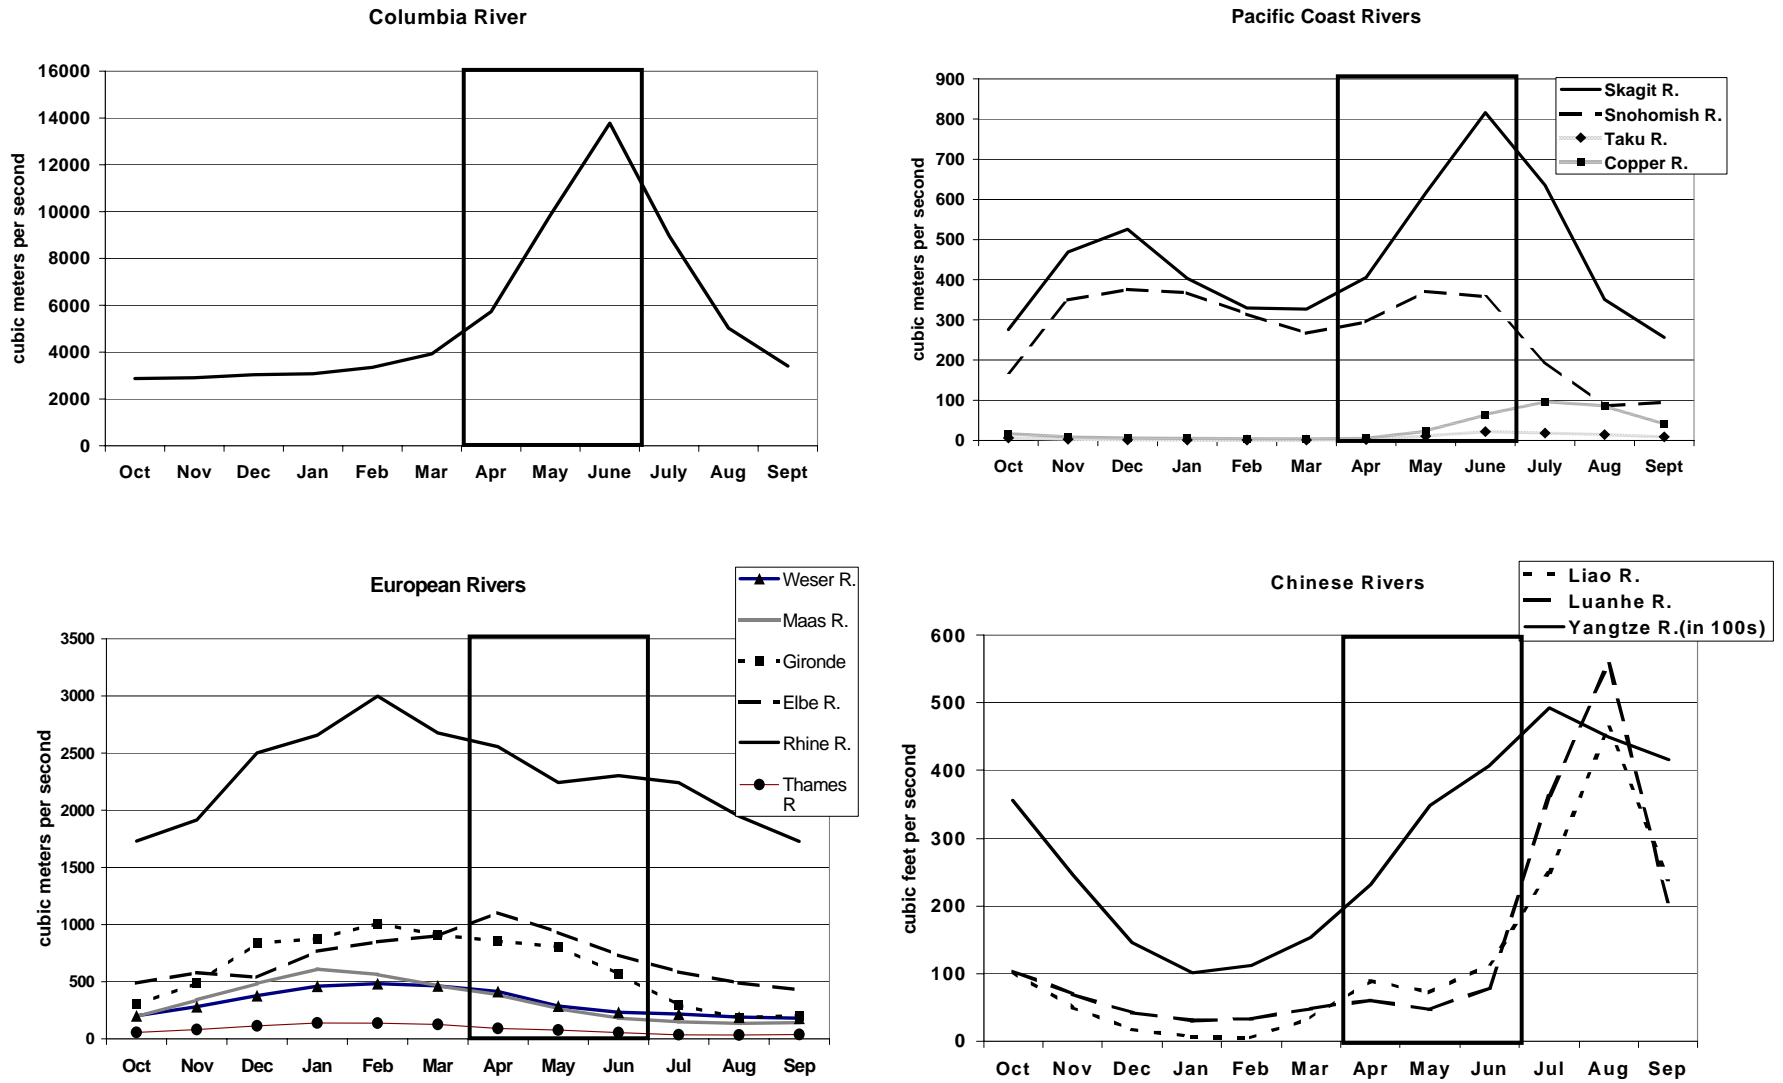 Columbia River
cubic meters per second
16000
14000
12000
10000
8000
6000
4000
2000
0
Oct Nov Dec Jan Feb Mar Apr May June July Aug Sept
Pacific Coast Rivers
cubic meters per second
900
800
700
600
500
400
300
200
100
0
Oct Nov Dec Jan Feb Mar Apr May June July Aug Sept
Skagit R.
Snohomish R.
Taku R.
Copper R.
European Rivers
cubic meters per second
3500
3000
2500
2000
1500
1000
500
0
Oct Nov Dec Jan Feb Mar Apr May Jun Jul Aug Sep
Weser R.
Maas R.
Gironde
Elbe R.
Rhine R.
Thames
R
Chinese Rivers
cubic feet per second
600
500
400
300
200
100
0
Oct Nov Dec Jan Feb Mar Apr May Jun Jul Aug Sep
Liao R.
Luanhe R.
Yangtze R.(in 100s)